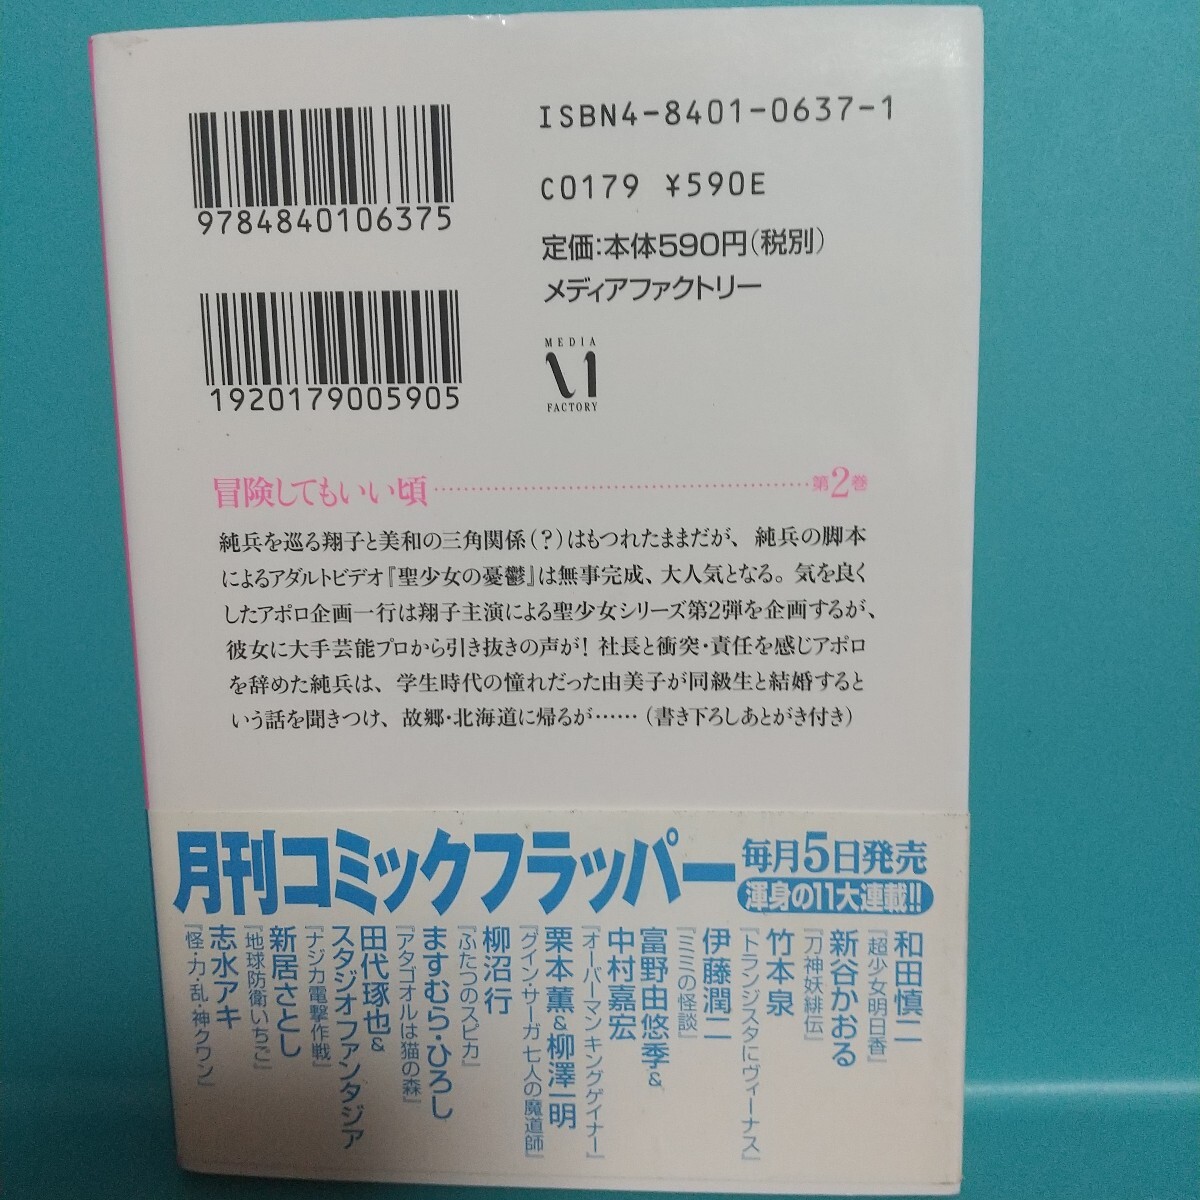 ISBN4-8401-0637-1
9784840106375
C0179 ¥590E
定価:本体590円(税別)
メディアファクトリー
1920179005905
MEDIA
FACTORY
冒険してもいい頃……………………………………第2巻
純兵を巡る翔子と美和の三角関係(?)はもつれたままだが、純兵の脚本
によるアダルトビデオ『聖少女の憂鬱』は無事完成、大人気となる。気を良く
したアポロ企画一行は翔子主演による聖少女シリーズ第2弾を企画するが、
彼女に大手芸能プロから引き抜きの声が! 社長と衝突・責任を感じアポロ
を辞めた純兵は、学生時代の憧れだった由美子が同級生と結婚すると
いう話を聞きつけ、故郷・北海道に帰るが……(書き下ろしあとがき付き)
月刊コミックフラッパー
毎月5日発売
渾身の11大連載!!
和田慎二
『超少女明日香』
新谷かおる
『刀神妖緋伝』
竹本泉
『トランジスタにヴィーナス』
伊藤潤二
『ミミの怪談』
富野由悠季&
中村嘉宏
『オーバーマン キングゲイナー』
栗本薫&柳澤一明
『グイン・サーガ 七人の魔道師』
柳沼行
『ふたつのスピカ』
ますむら・ひろし
『アタゴオルは猫の森』
田代琢也&
スタジオファンタジア
『ナジカ電撃作戦』
新居さとし
『地球防衛いちご』
志水アキ
『怪・力・乱・神クワン』